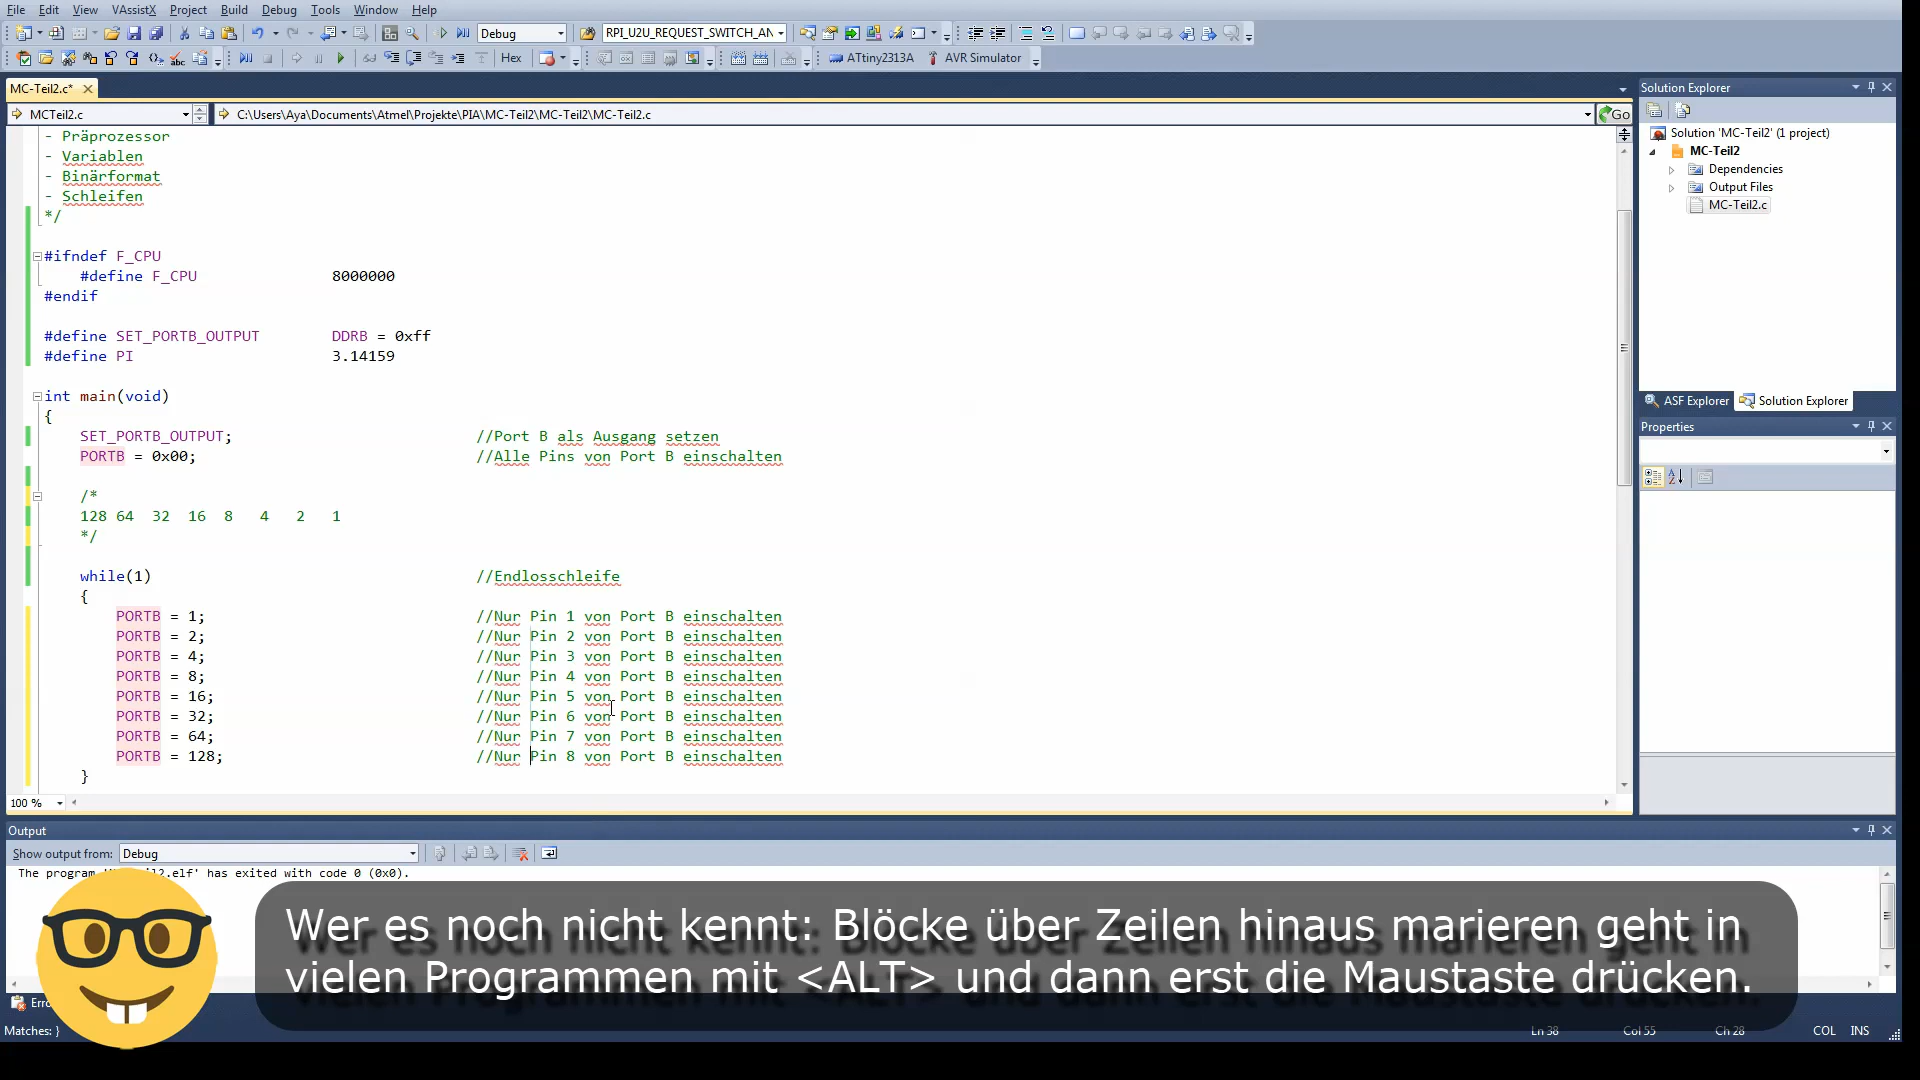 File Edit View VAssistX Project Build Debug Tools Window Help
Debug RPI_U2U_REQUEST_SWITCH_AN
Hex ATtiny2313A AVR Simulator
MC-Teil2.c*
MCTeil2.c C:\Users\Aya\Documents\Atmel\Projekte\PIA\MC-Teil2\MC-Teil2\MC-Teil2.c Go
- Präprozessor
- Variablen
- Binärformat
- Schleifen
*/
#ifndef F_CPU
#define F_CPU 8000000
#endif
#define SET_PORTB_OUTPUT DDRB = 0xff
#define PI 3.14159
int main(void)
{
SET_PORTB_OUTPUT; //Port B als Ausgang setzen
PORTB = 0x00; //Alle Pins von Port B einschalten
/*
128 64 32 16 8 4 2 1
*/
while(1) //Endlosschleife
{
PORTB = 1; //Nur Pin 1 von Port B einschalten
PORTB = 2; //Nur Pin 2 von Port B einschalten
PORTB = 4; //Nur Pin 3 von Port B einschalten
PORTB = 8; //Nur Pin 4 von Port B einschalten
PORTB = 16; //Nur Pin 5 von Port B einschalten
PORTB = 32; //Nur Pin 6 von Port B einschalten
PORTB = 64; //Nur Pin 7 von Port B einschalten
PORTB = 128; //Nur Pin 8 von Port B einschalten
}
100 %
Solution Explorer
Solution 'MC-Teil2' (1 project)
MC-Teil2
Dependencies
Output Files
MC-Teil2.c
ASF Explorer Solution Explorer
Properties
Output
Show output from: Debug
The program has exited with code 0 (0x0).
Wer es noch nicht kennt: Blöcke über Zeilen hinaus marieren geht in
vielen Programmen mit <ALT> und dann erst die Maustaste drücken.
Matches: } Ln 38 Col 55 Ch 28 COL INS